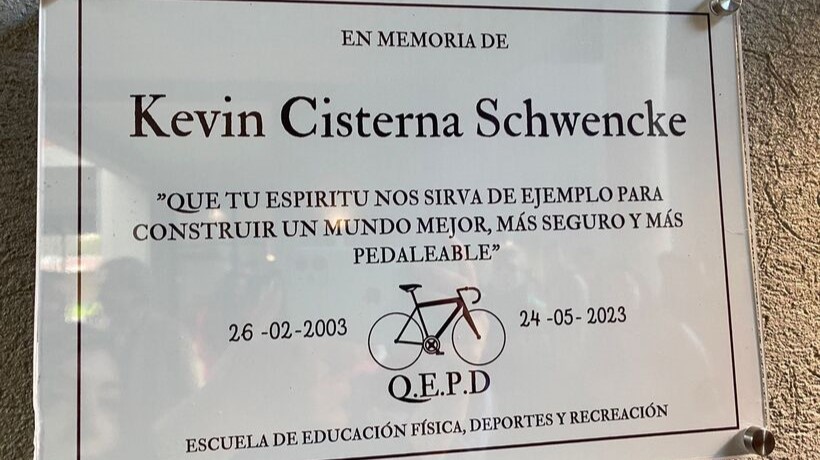 EN MEMORIA DE
Kevin Cisterna Schwencke
”QUE TU ESPIRITU NOS SIRVA DE EJEMPLO PARA
CONSTRUIR UN MUNDO MEJOR, MÁS SEGURO Y MÁS
PEDALEABLE”
26 -02-2003
24 -05- 2023
Q.E.P.D
ESCUELA DE EDUCACIÓN FÍSICA, DEPORTES Y RECREACIÓN